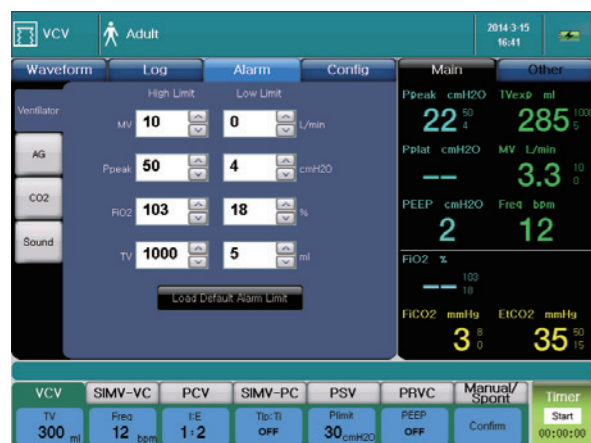 VCV Adult 2014-3-15
16:41
Waveform Log Alarm Config Main Other
High Limit Low Limit
Ventilator
MV 10 0 L/min
AG
Ppeak 50 4 cmH2O
CO2
FiO2 103 18 %
Sound
TV 1000 5 ml
Load Default Alarm Limit
Ppeak cmH2O TVexp ml
22 50 4 285 100 5
Pplat cmH2O MV L/min
-- 3.3 10 0
PEEP cmH2O Freq bpm
2 12
FiO2 %
-- 103 18
FiCO2 mmHg EtCO2 mmHg
3 8 0 35 50 15
VCV SIMV-VC PCV SIMV-PC PSV PRVC Manual/
Spont Timer
TV Freq I:E Tip:Ti Plimit PEEP Confirm Start
300 ml 12 bpm 1:2 OFF 30 cmH2O OFF 00:00:00